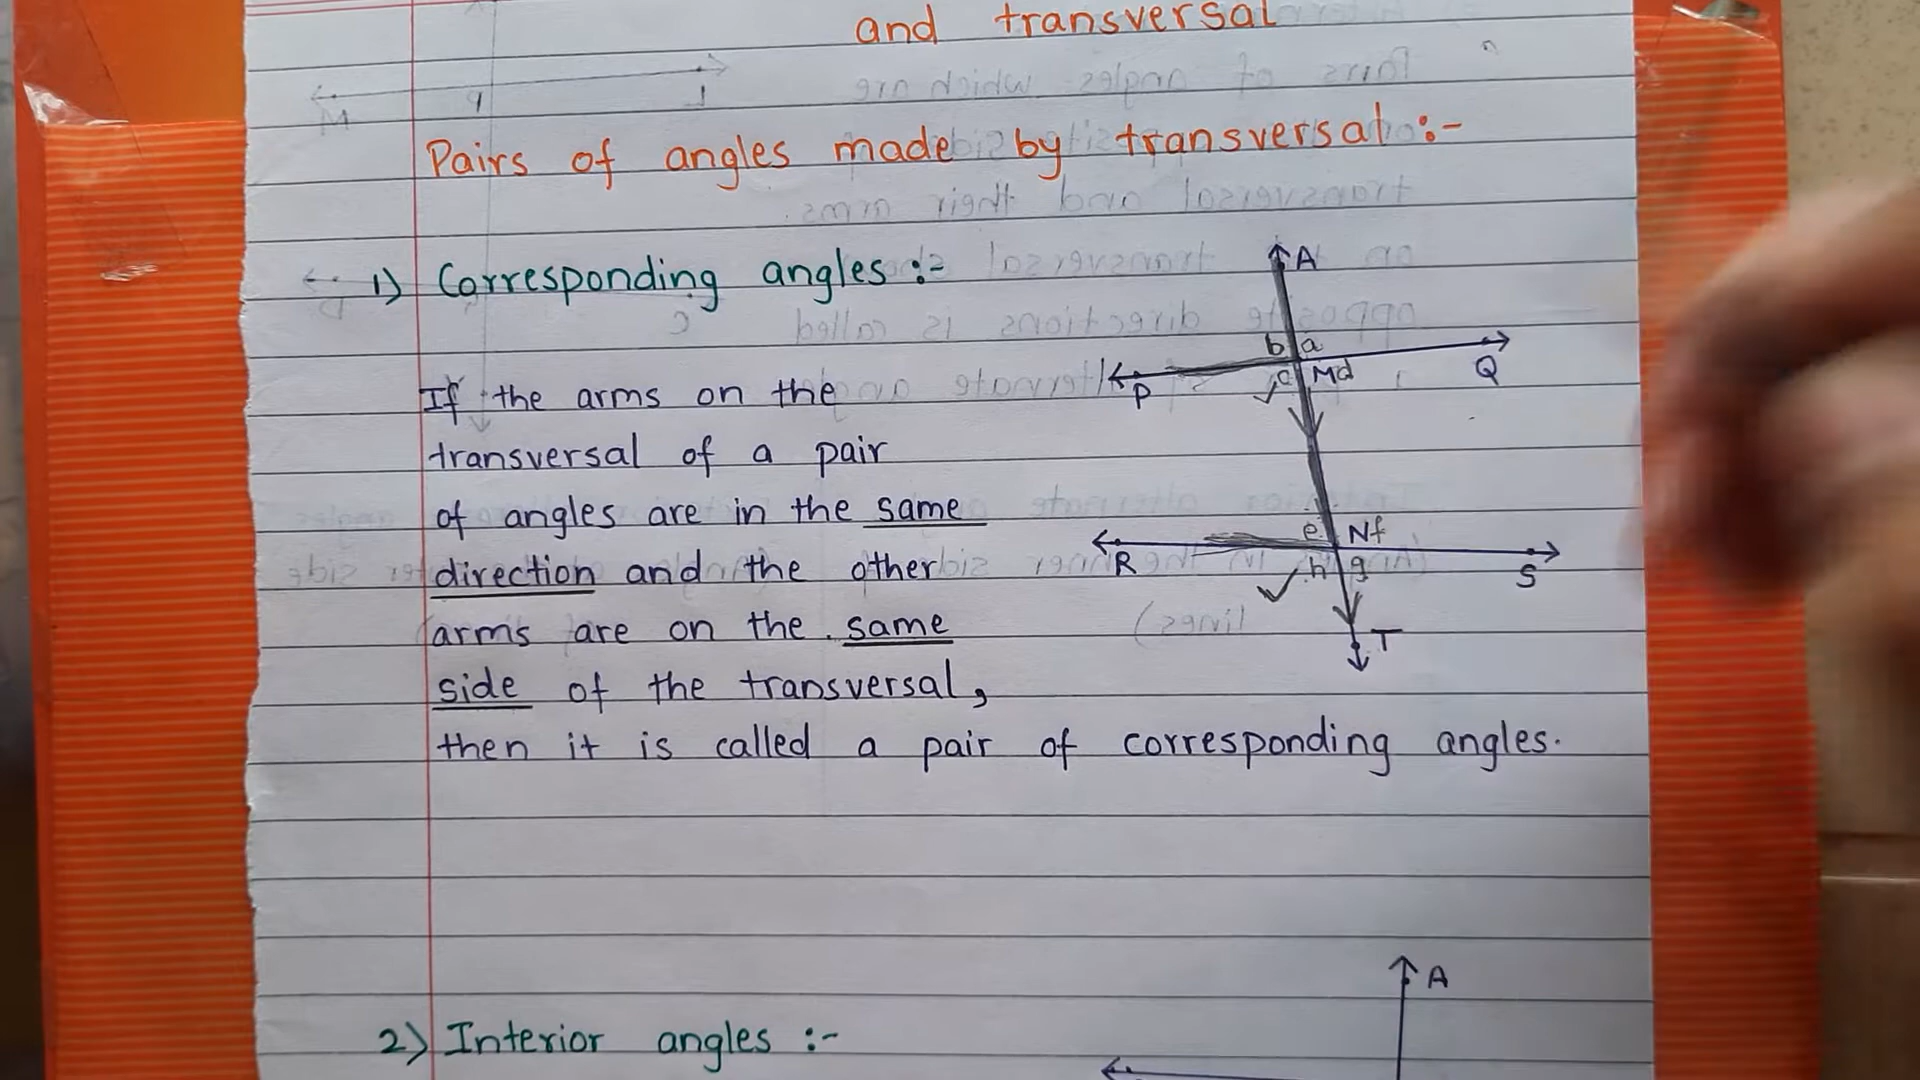 and transversal
Pairs of angles made by transversal :-
1) Corresponding angles :-
A
b a
c M d
P
Q
If the arms on the
transversal of a pair
of angles are in the same
direction and the other
arms are on the same
side of the transversal,
then it is called a pair of corresponding angles.
e N f
R
h g
S
T
A
2) Interior angles :-